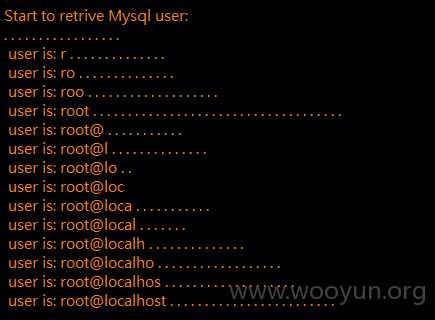 Start to retrive Mysql user:
. . . . . . . . . . . . . . . . .
user is: r . . . . . . . . . . . . . .
user is: ro . . . . . . . . . . . . . .
user is: roo . . . . . . . . . . . . . . . . . . .
user is: root . . . . . . . . . . . . . . . . . . . . . . . . . . . . . . . . . . . . .
user is: root@ . . . . . . . . . . .
user is: root@l . . . . . . . . . . . . . .
user is: root@lo . .
user is: root@loc
user is: root@loca . . . . . . . . . . .
user is: root@local . . . . . . .
user is: root@localh . . . . . . . . . . . . . .
user is: root@localho . . . . . . . . . . . . . . . . . .
user is: root@localhos . . . . . . . . . . . . . . . . . . .
user is: root@localhost . . . . . . . . . . . . . . . . . . . . . . . .
www.wooyun.org